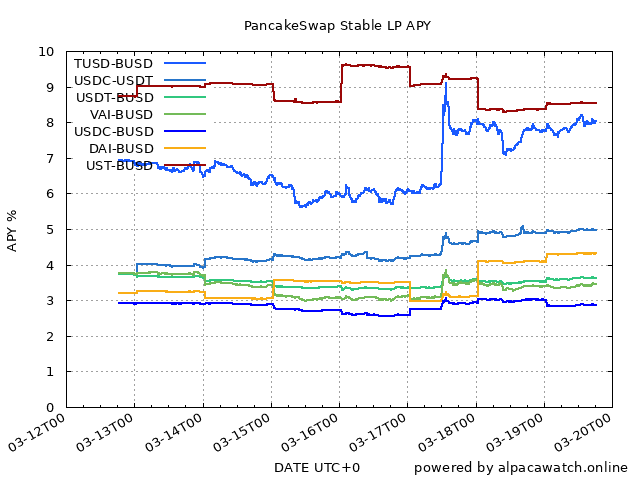 PancakeSwap Stable LP APY
APY %
10
9
8
7
6
5
4
3
2
1
0
TUSD-BUSD
USDC-USDT
USDT-BUSD
VAI-BUSD
USDC-BUSD
DAI-BUSD
UST-BUSD
03-12T00
03-13T00
03-14T00
03-15T00
03-16T00
03-17T00
03-18T00
03-19T00
03-20T00
DATE UTC+0
powered by alpacawatch.online